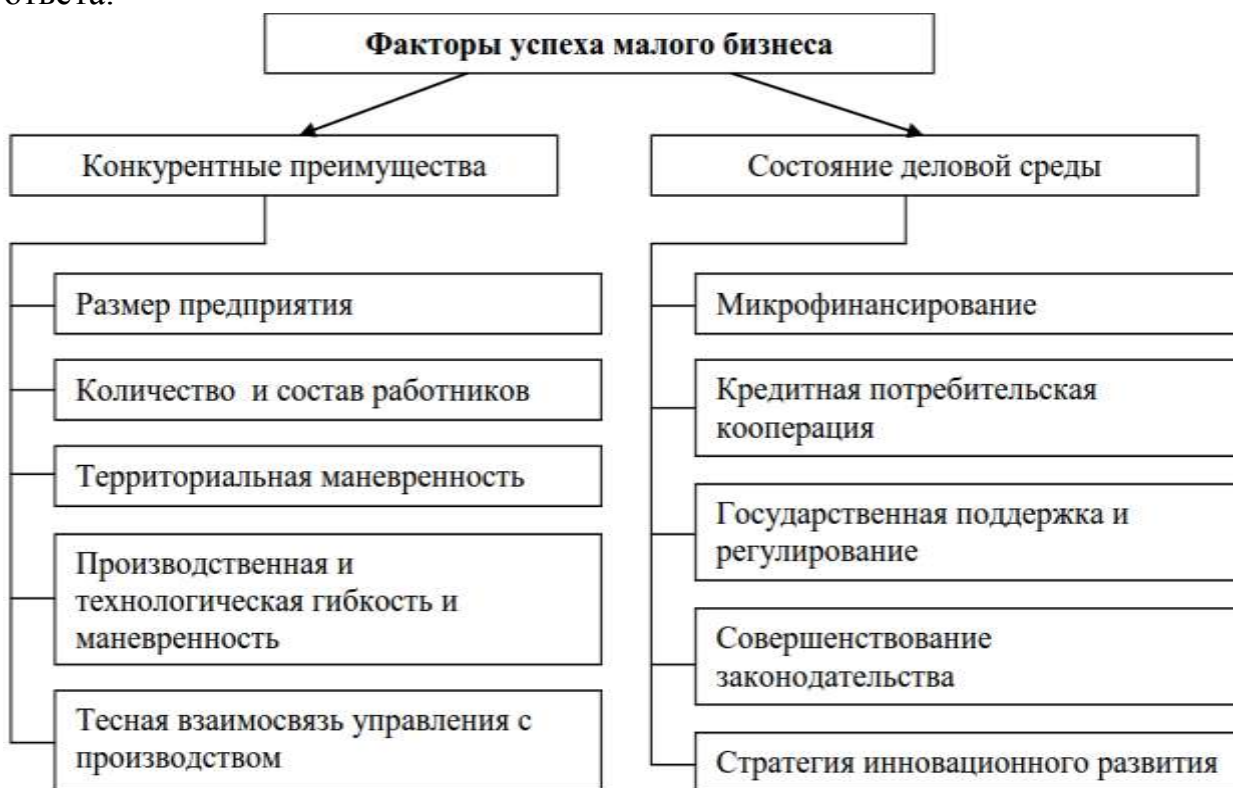 ответа.
Факторы успеха малого бизнеса
Конкурентные преимущества
Размер предприятия
Количество и состав работников
Территориальная маневренность
Производственная и
технологическая гибкость и
маневренность
Тесная взаимосвязь управления с
производством
Состояние деловой среды
Микрофинансирование
Кредитная потребительская
кооперация
Государственная поддержка и
регулирование
Совершенствование
законодательства
Стратегия инновационного развития